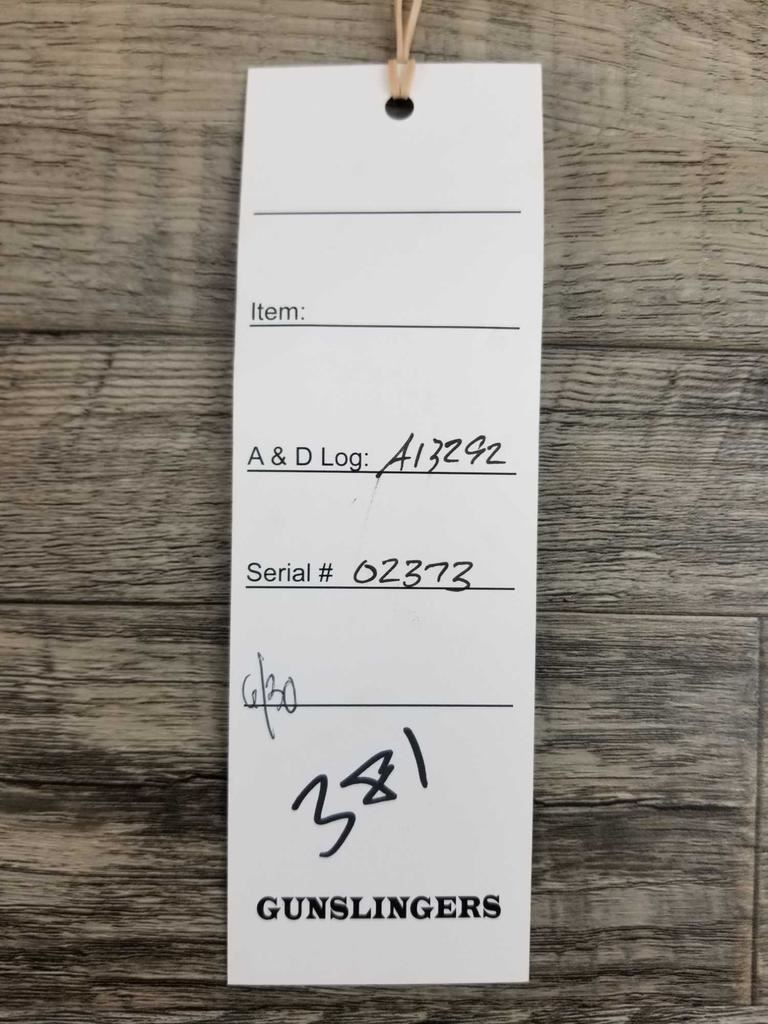 Item:
A & D Log: A13292
Serial # 02373
6/30
381
GUNSLINGERS